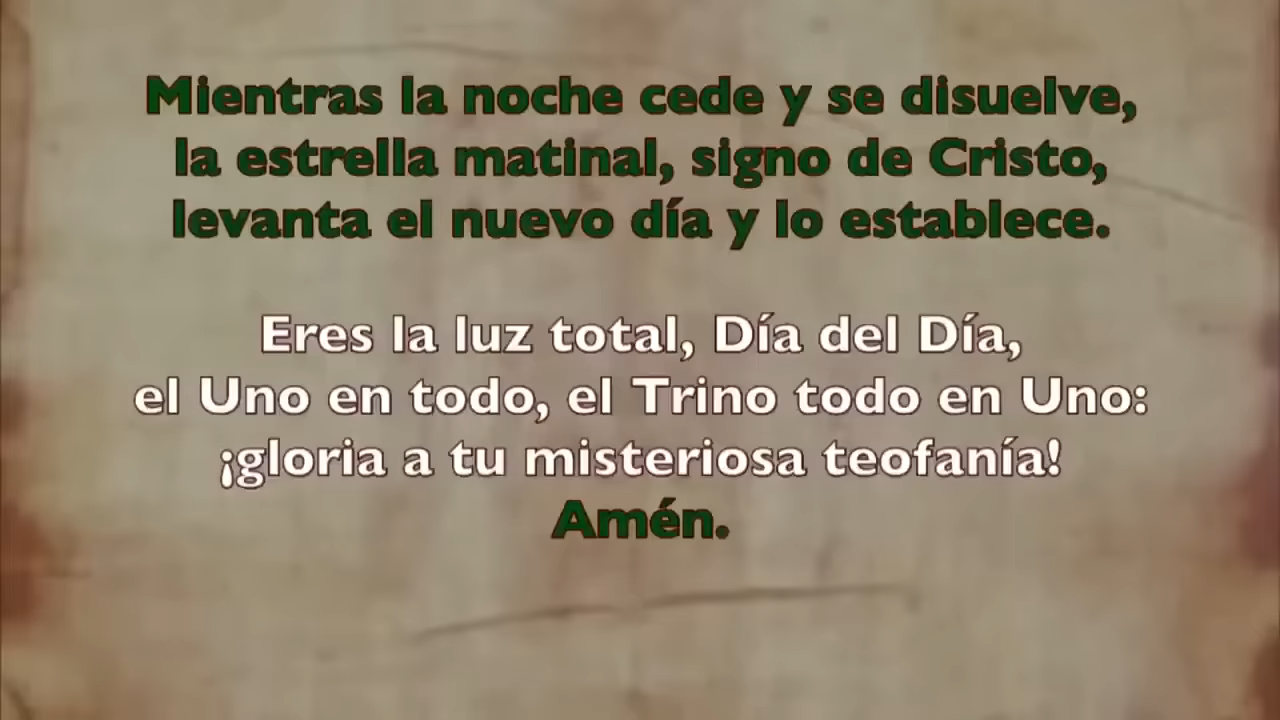 Mientras la noche cede y se disuelve,
la estrella matinal, signo de Cristo,
levanta el nuevo día y lo establece.
Eres la luz total, Día del Día,
el Uno en todo, el Trino todo en Uno:
¡gloria a tu misteriosa teofanía!
Amén.